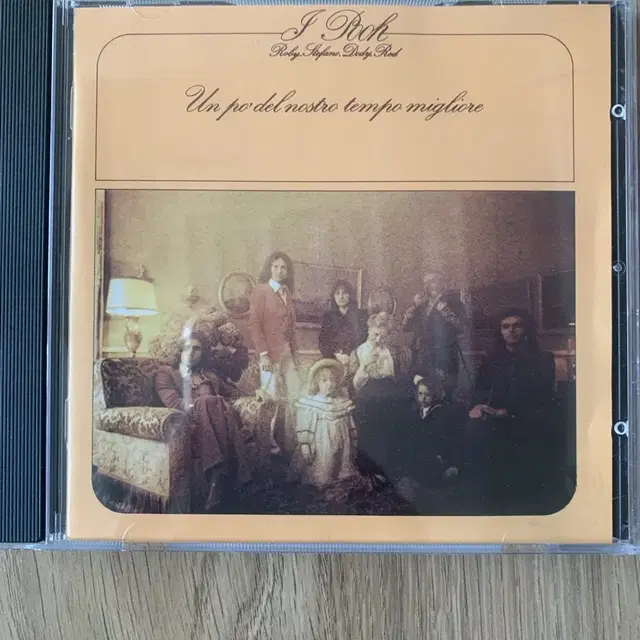 I Pooh
Roby, Stefano, Dody, Red
Un po' del nostro tempo migliore